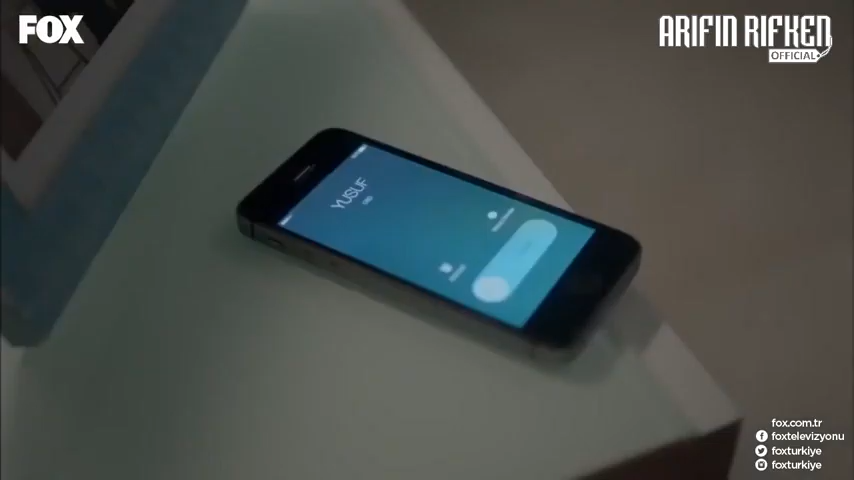 FOX
ARIFIN RIFKEN
OFFICIAL
YUSUF
fox.com.tr
foxtelevizyonu
foxturkiye
foxturkiye